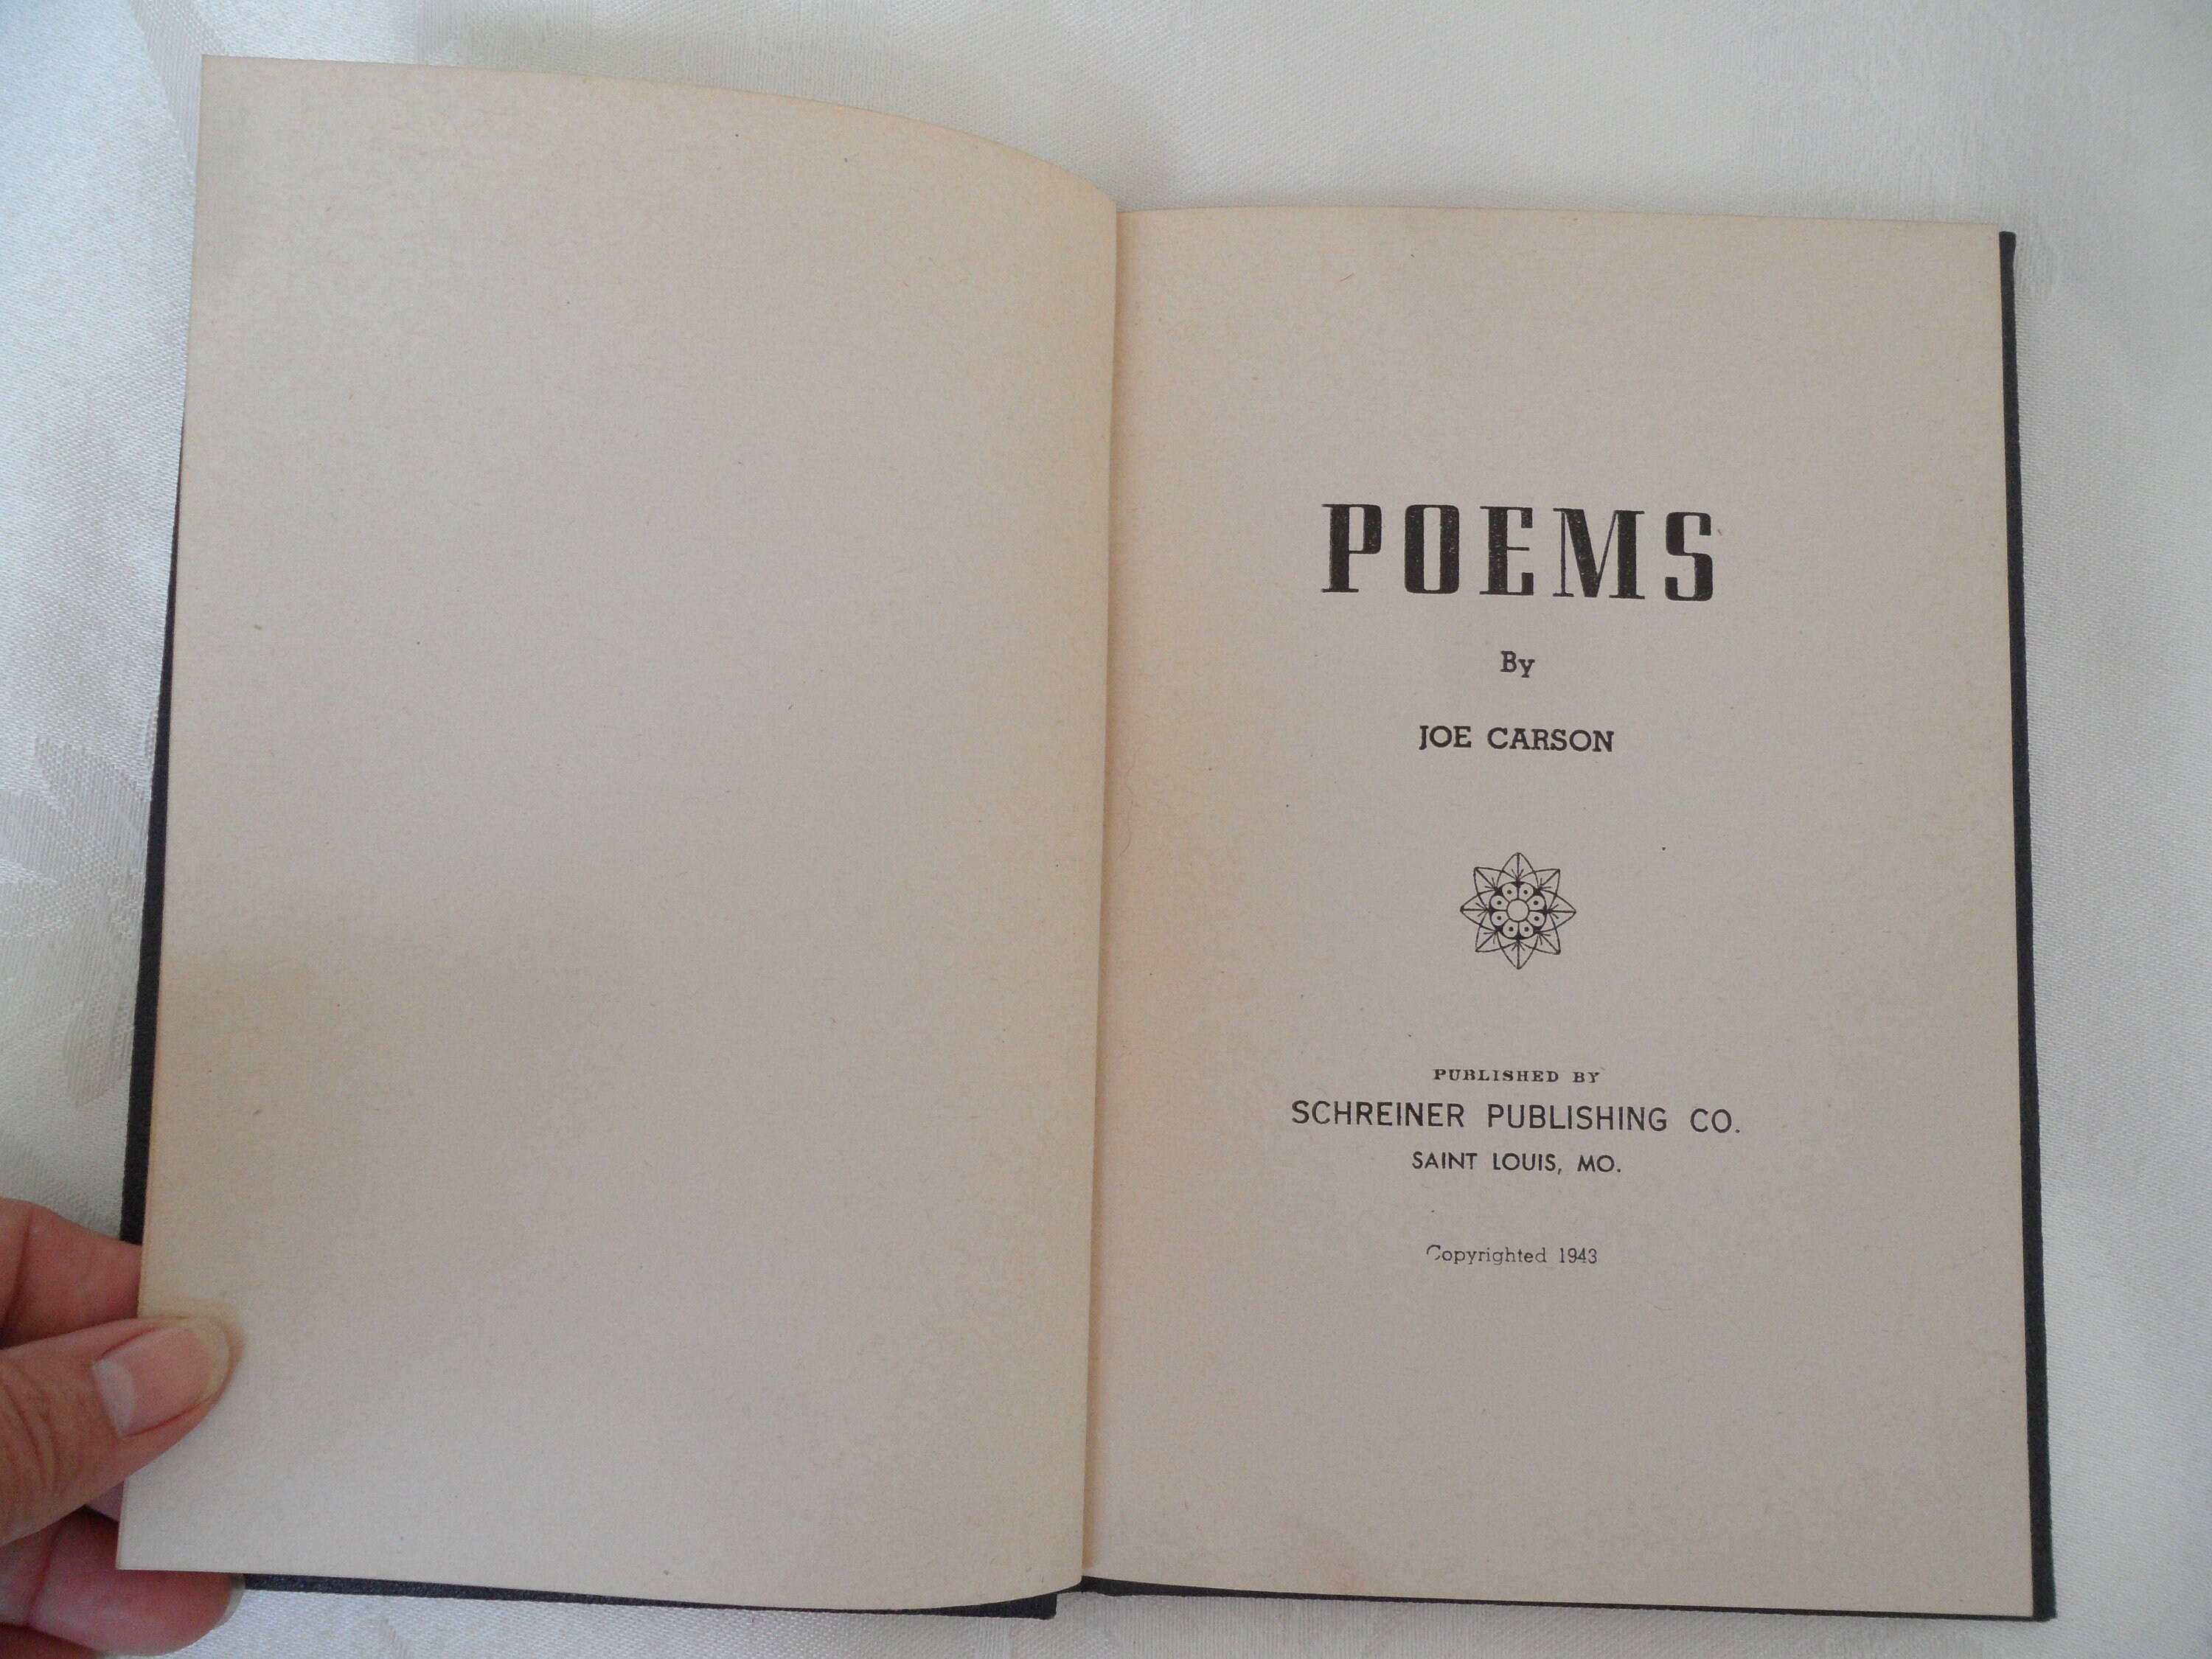 POEMS
By
JOE CARSON
PUBLISHED BY
SCHREINER PUBLISHING CO.
SAINT LOUIS, MO.
Copyrighted 1943